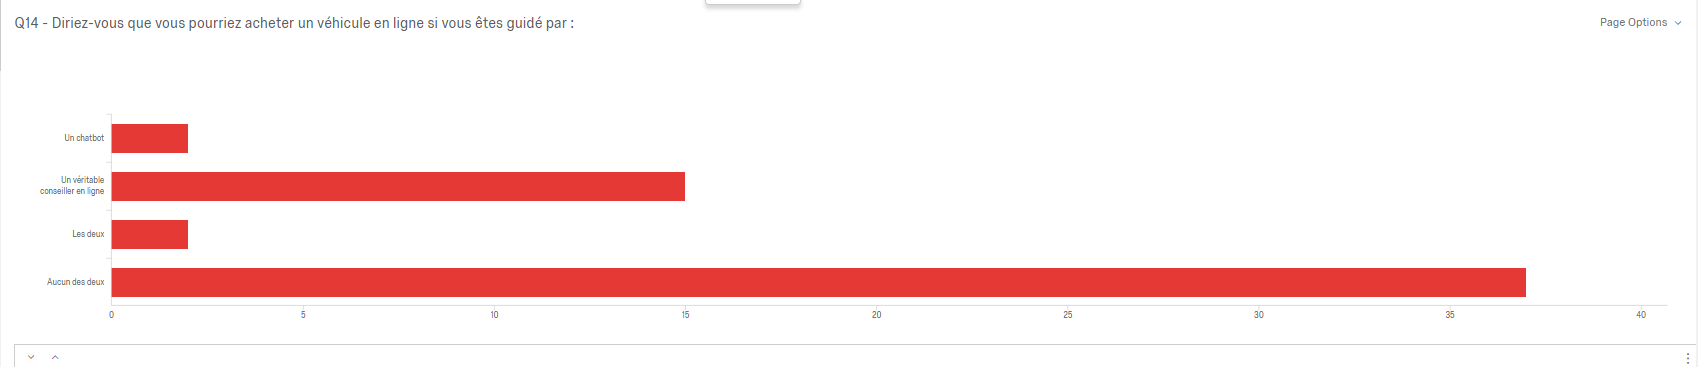 Q14 - Diriez-vous que vous pourriez acheter un véhicule en ligne si vous êtes guidé par :
Page Options
Un chatbot
Un véritable
conseiller en ligne
Les deux
Aucun des deux
0 5 10 15 20 25 30 35 40